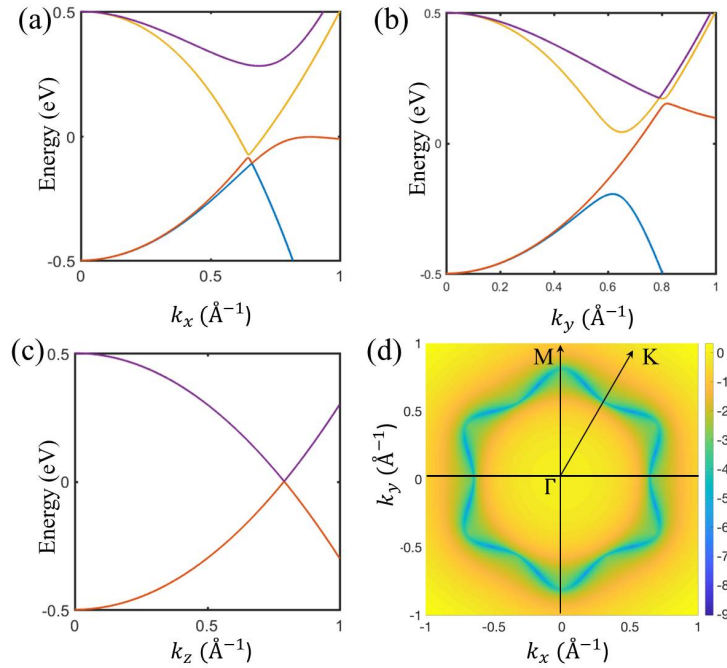 (a)
0.5
0
-0.5
Energy (eV)
0
0.5
1
k_x (Å⁻¹)
(b)
0.5
0
-0.5
Energy (eV)
0
0.2
0.4
0.6
0.8
1
k_y (Å⁻¹)
(c)
0.5
0
-0.5
Energy (eV)
0
0.5
1
k_z (Å⁻¹)
(d)
1
0.5
0
-0.5
-1
k_y (Å⁻¹)
M
K
Γ
-1
-0.5
0
0.5
1
k_x (Å⁻¹)
0
-1
-2
-3
-4
-5
-6
-7
-8
-9